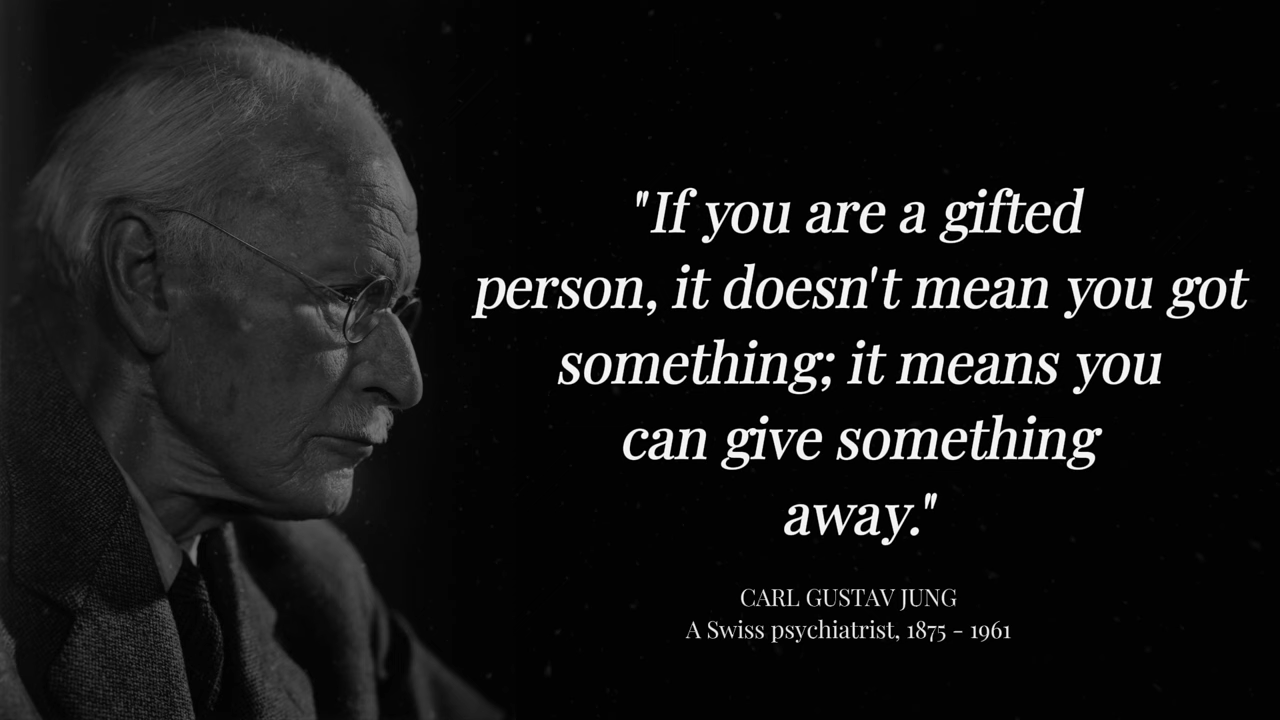 "If you are a gifted
person, it doesn't mean you got
something; it means you
can give something
away."
CARL GUSTAV JUNG
A Swiss psychiatrist, 1875 - 1961